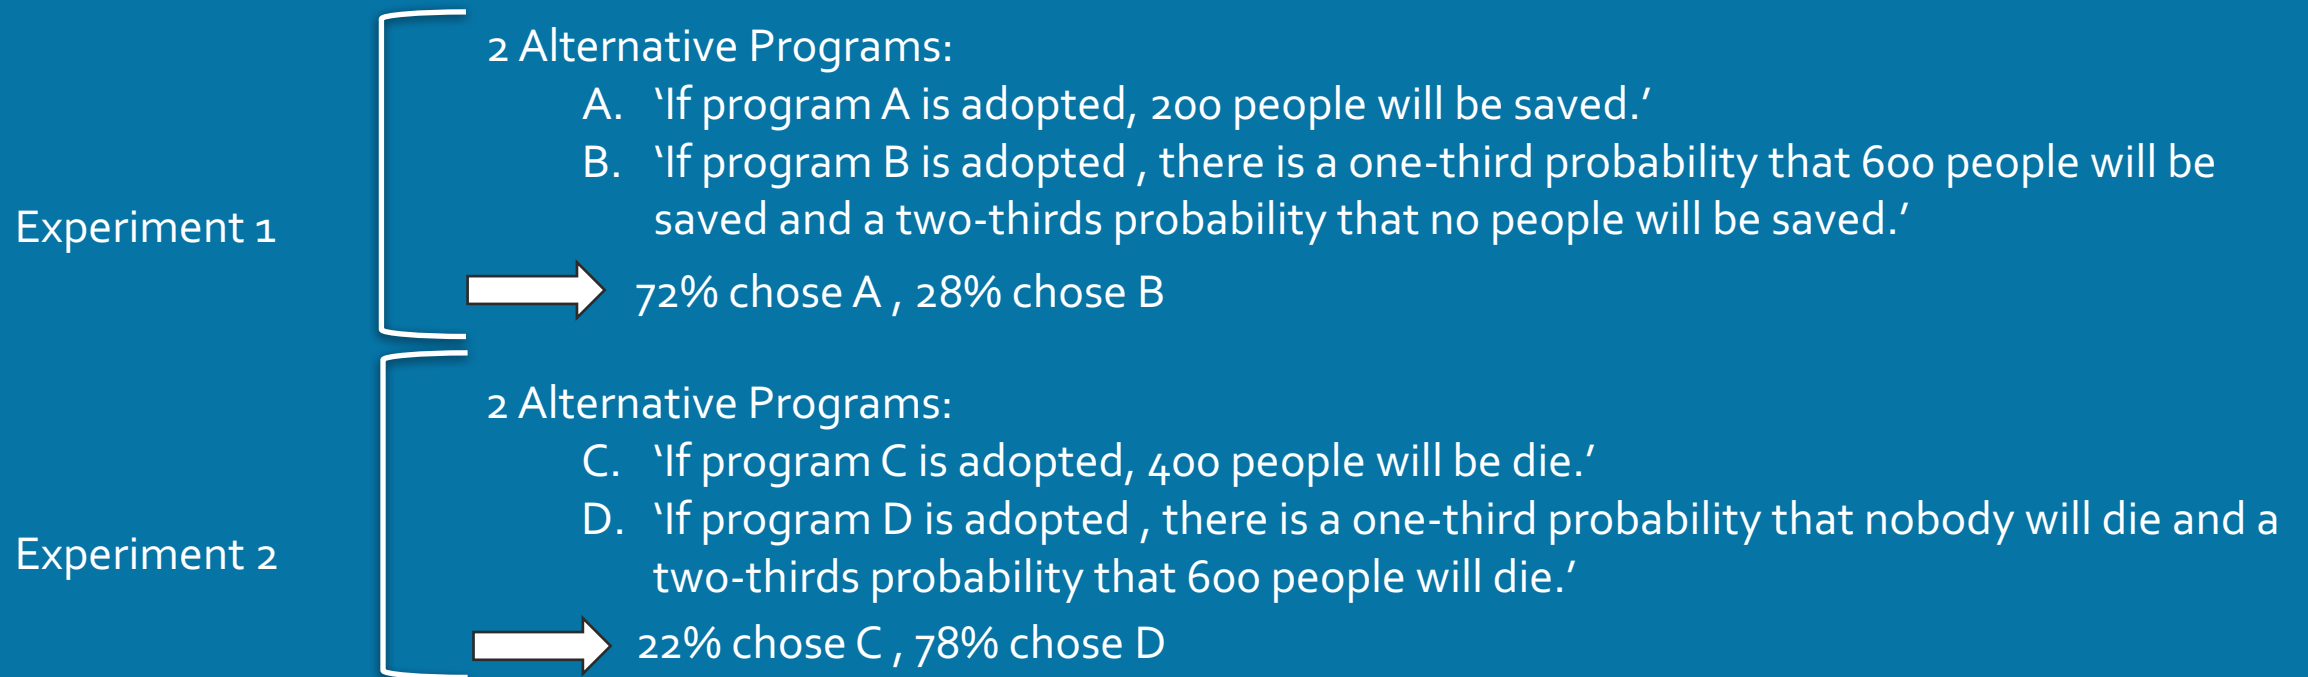 2 Alternative Programs:
A. ‘If program A is adopted, 200 people will be saved.’
B. ‘If program B is adopted , there is a one-third probability that 600 people will be
saved and a two-thirds probability that no people will be saved.’
Experiment 1
72% chose A , 28% chose B
2 Alternative Programs:
C. ‘If program C is adopted, 400 people will be die.’
D. ‘If program D is adopted , there is a one-third probability that nobody will die and a
Experiment 2
two-thirds probability that 600 people will die.’
22% chose C , 78% chose D